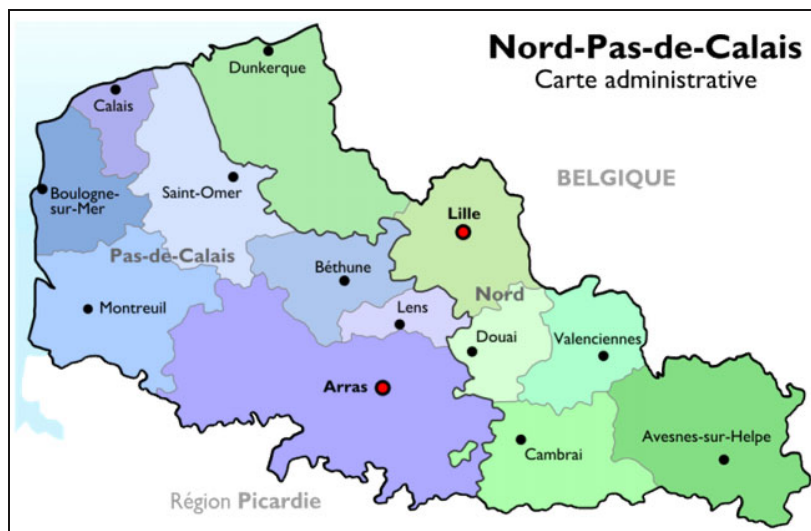 Nord-Pas-de-Calais
Carte administrative
Dunkerque
Calais
BELGIQUE
Boulogne-
sur-Mer
Saint-Omer
Lille
Pas-de-Calais
Béthune
Nord
Montreuil
Lens
Douai
Valenciennes
Arras
Cambrai
Avesnes-sur-Helpe
Région Picardie